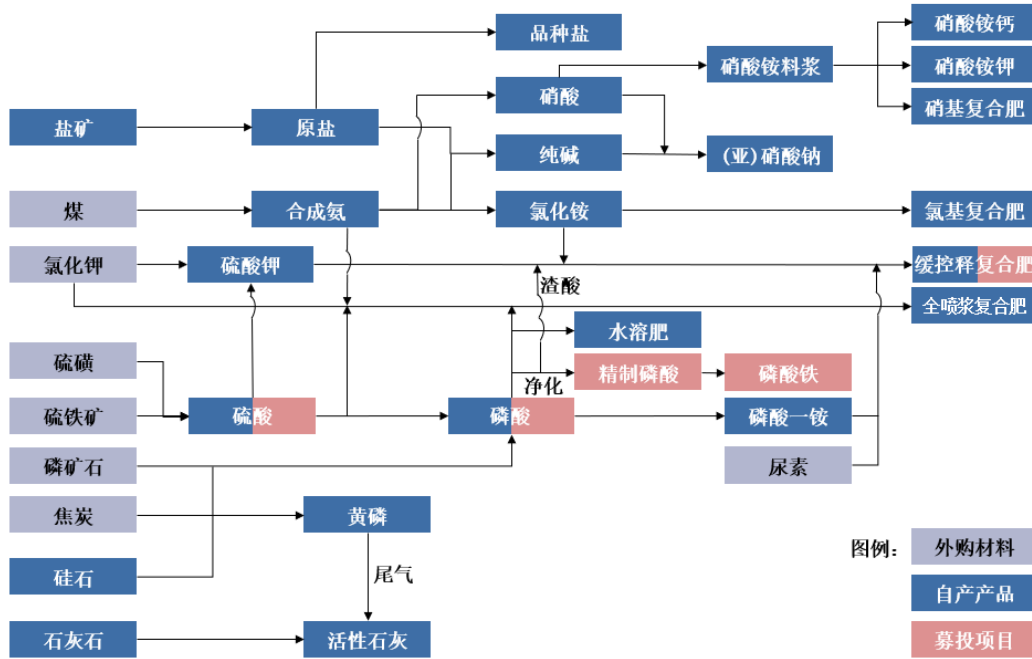 品种盐
硝酸铵钙
硝酸铵料浆
硝酸铵钾
硝酸
硝基复合肥
盐矿
原盐
纯碱
(亚)硝酸钠
煤
合成氨
氯化铵
氯基复合肥
氯化钾
硫酸钾
缓控释复合肥
渣酸
全喷浆复合肥
水溶肥
硫磺
精制磷酸
磷酸铁
净化
硫铁矿
硫酸
磷酸
磷酸一铵
磷矿石
尿素
焦炭
黄磷
图例：
外购材料
硅石
尾气
自产产品
石灰石
活性石灰
募投项目